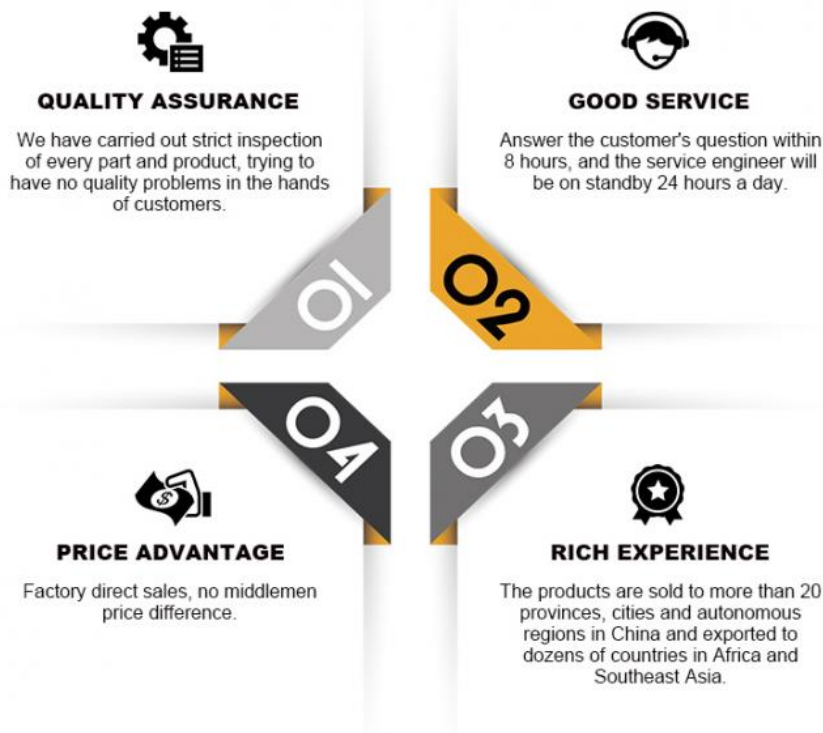 QUALITY ASSURANCE
We have carried out strict inspection
of every part and product, trying to
have no quality problems in the hands
of customers.
01
GOOD SERVICE
Answer the customer's question within
8 hours, and the service engineer will
be on standby 24 hours a day.
02
03
RICH EXPERIENCE
The products are sold to more than 20
provinces, cities and autonomous
regions in China and exported to
dozens of countries in Africa and
Southeast Asia.
04
$
PRICE ADVANTAGE
Factory direct sales, no middlemen
price difference.